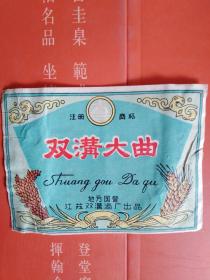 圭臬 範
名品 坐
注册 商标
双溝大曲
Shuang gou Da qu
地方国营
江苏双溝酒厂出品
登堂
揮翰